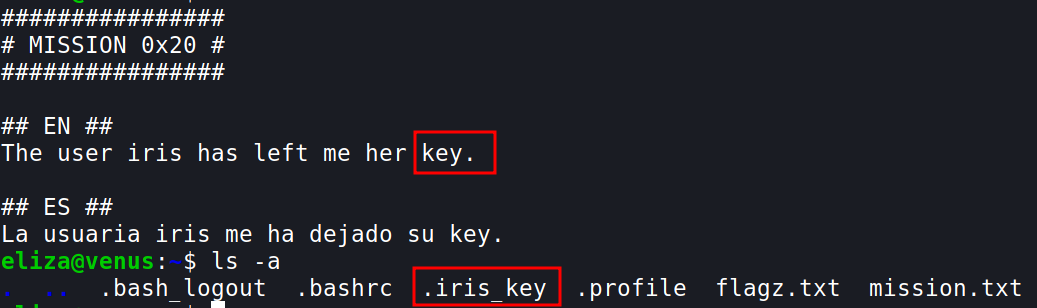 ################
# MISSION 0x20 #
################
## EN ##
The user iris has left me her key.
## ES ##
La usuaria iris me ha dejado su key.
eliza@venus:~$ ls -a
. .. .bash_logout .bashrc .iris_key .profile flagz.txt mission.txt